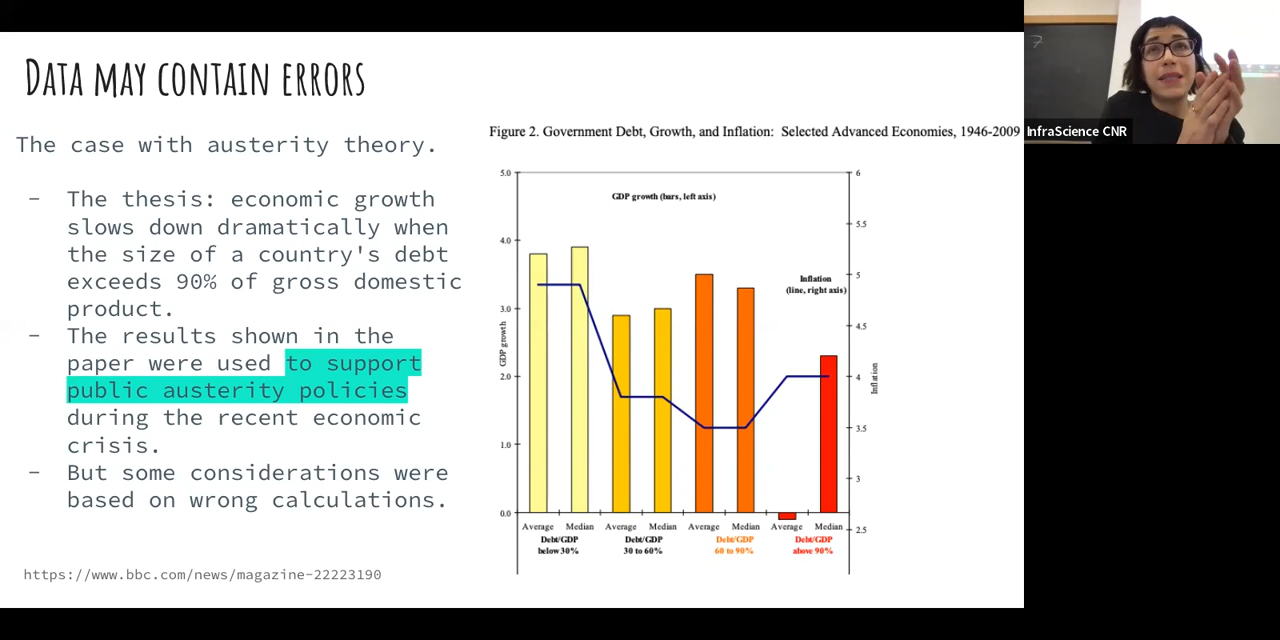 DATA MAY CONTAIN ERRORS
The case with austerity theory.
- The thesis: economic growth
slows down dramatically when
the size of a country's debt
exceeds 90% of gross domestic
product.
- The results shown in the
paper were used to support
public austerity policies
during the recent economic
crisis.
- But some considerations were
based on wrong calculations.
https://www.bbc.com/news/magazine-22223190
Figure 2. Government Debt, Growth, and Inflation: Selected Advanced Economies, 1946-2009
GDP growth (bars, left axis)
Inflation
(line, right axis)
5.0
4.0
3.0
2.0
1.0
0.0
GDP growth
6
5.5
5
4.5
4
3.5
3
2.5
Inflation
Average Median Average Median Average Median Average Median
Debt/GDP Debt/GDP Debt/GDP Debt/GDP
below 30% 30 to 60% 60 to 90% above 90%
InfraScience CNR